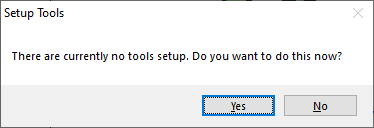 Setup Tools
There are currently no tools setup. Do you want to do this now?
Yes
No